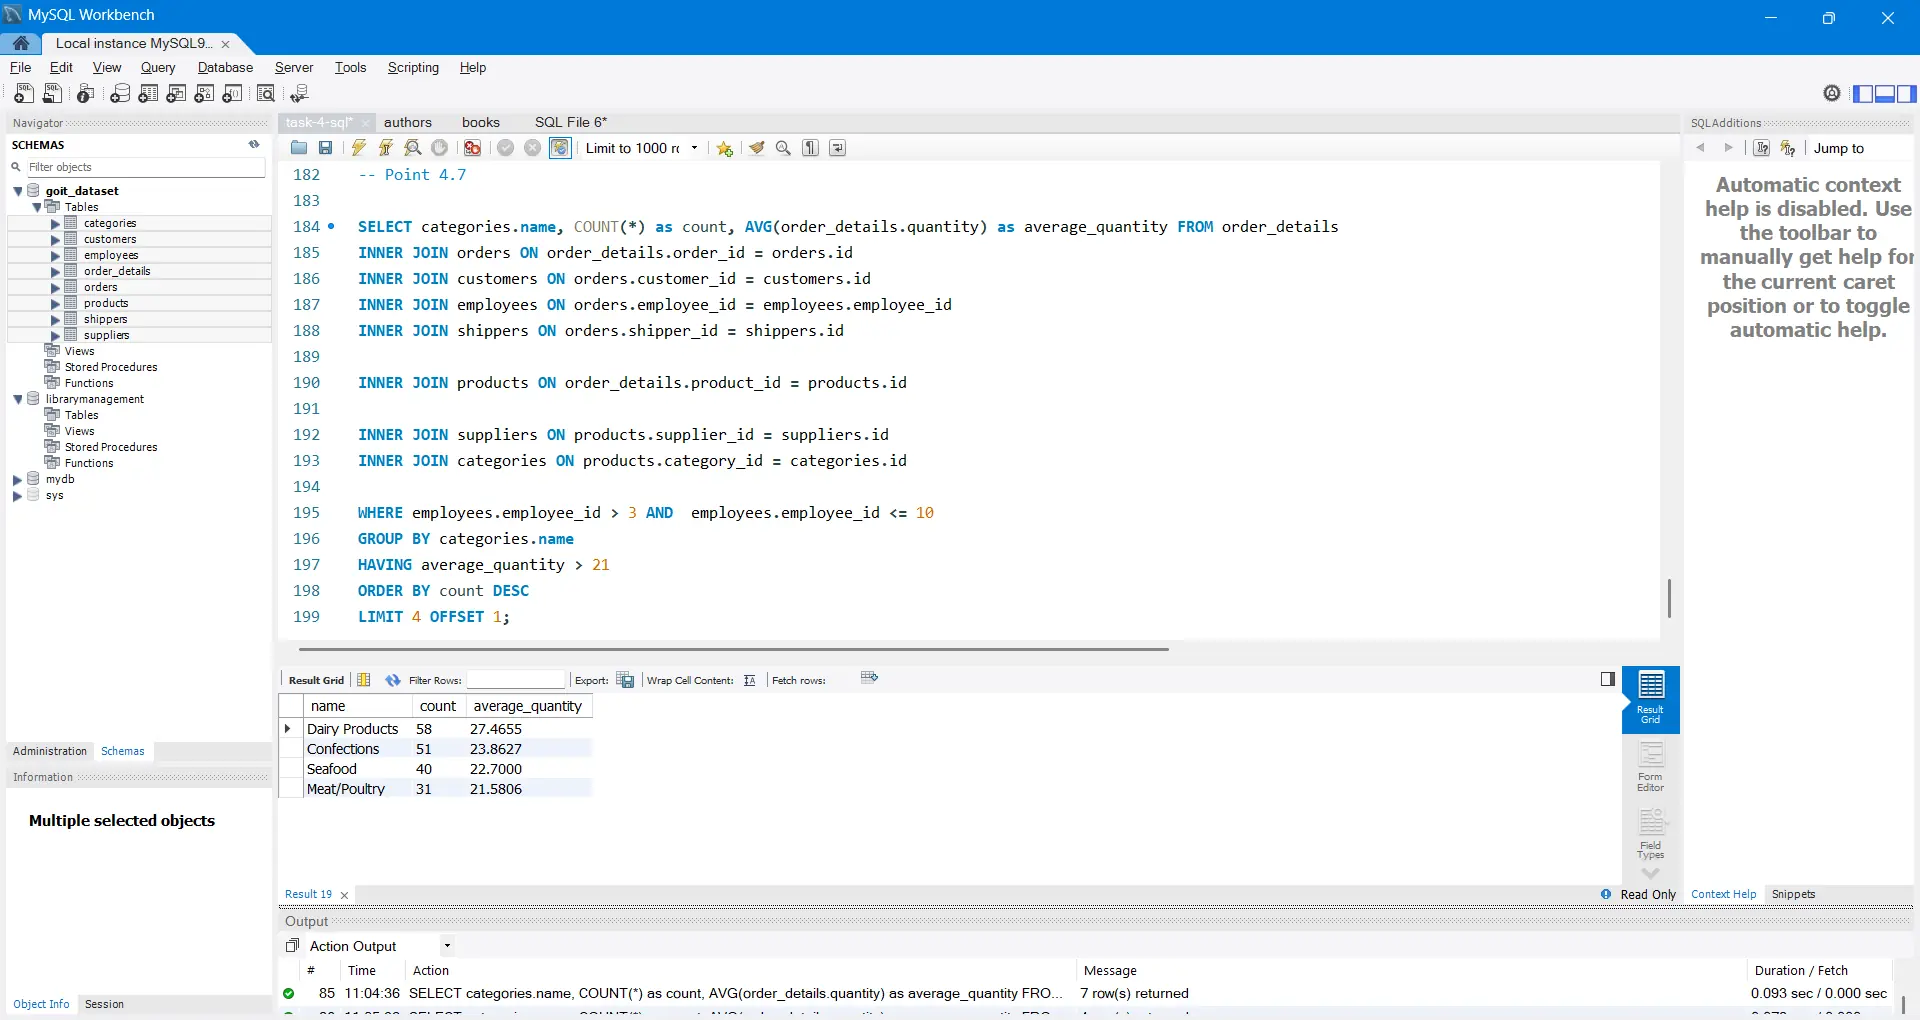 MySQL Workbench
Local instance MySQL9...
File Edit View Query Database Server Tools Scripting Help
Navigator
SCHEMAS
Filter objects
goit_dataset
Tables
categories
customers
employees
order_details
orders
products
shippers
suppliers
Views
Stored Procedures
Functions
librarymanagement
Tables
Views
Stored Procedures
Functions
mydb
sys
Administration Schemas
Information
Multiple selected objects
Object Info Session
task-4-sql* authors books SQL File 6*
Limit to 1000 rc
182 -- Point 4.7
183
184 SELECT categories.name, COUNT(*) as count, AVG(order_details.quantity) as average_quantity FROM order_details
185 INNER JOIN orders ON order_details.order_id = orders.id
186 INNER JOIN customers ON orders.customer_id = customers.id
187 INNER JOIN employees ON orders.employee_id = employees.employee_id
188 INNER JOIN shippers ON orders.shipper_id = shippers.id
189
190 INNER JOIN products ON order_details.product_id = products.id
191
192 INNER JOIN suppliers ON products.supplier_id = suppliers.id
193 INNER JOIN categories ON products.category_id = categories.id
194
195 WHERE employees.employee_id > 3 AND  employees.employee_id <= 10
196 GROUP BY categories.name
197 HAVING average_quantity > 21
198 ORDER BY count DESC
199 LIMIT 4 OFFSET 1;
Result Grid Filter Rows: Export: Wrap Cell Content: Fetch rows:
name count average_quantity
Dairy Products 58 27.4655
Confections 51 23.8627
Seafood 40 22.7000
Meat/Poultry 31 21.5806
Result Grid
Form Editor
Field Types
Result 19 Read Only
Output
Action Output
# Time Action Message Duration / Fetch
85 11:04:36 SELECT categories.name, COUNT(*) as count, AVG(order_details.quantity) as average_quantity FRO... 7 row(s) returned 0.093 sec / 0.000 sec
SQLAdditions
Jump to
Automatic context
help is disabled. Use
the toolbar to
manually get help for
the current caret
position or to toggle
automatic help.
Context Help Snippets